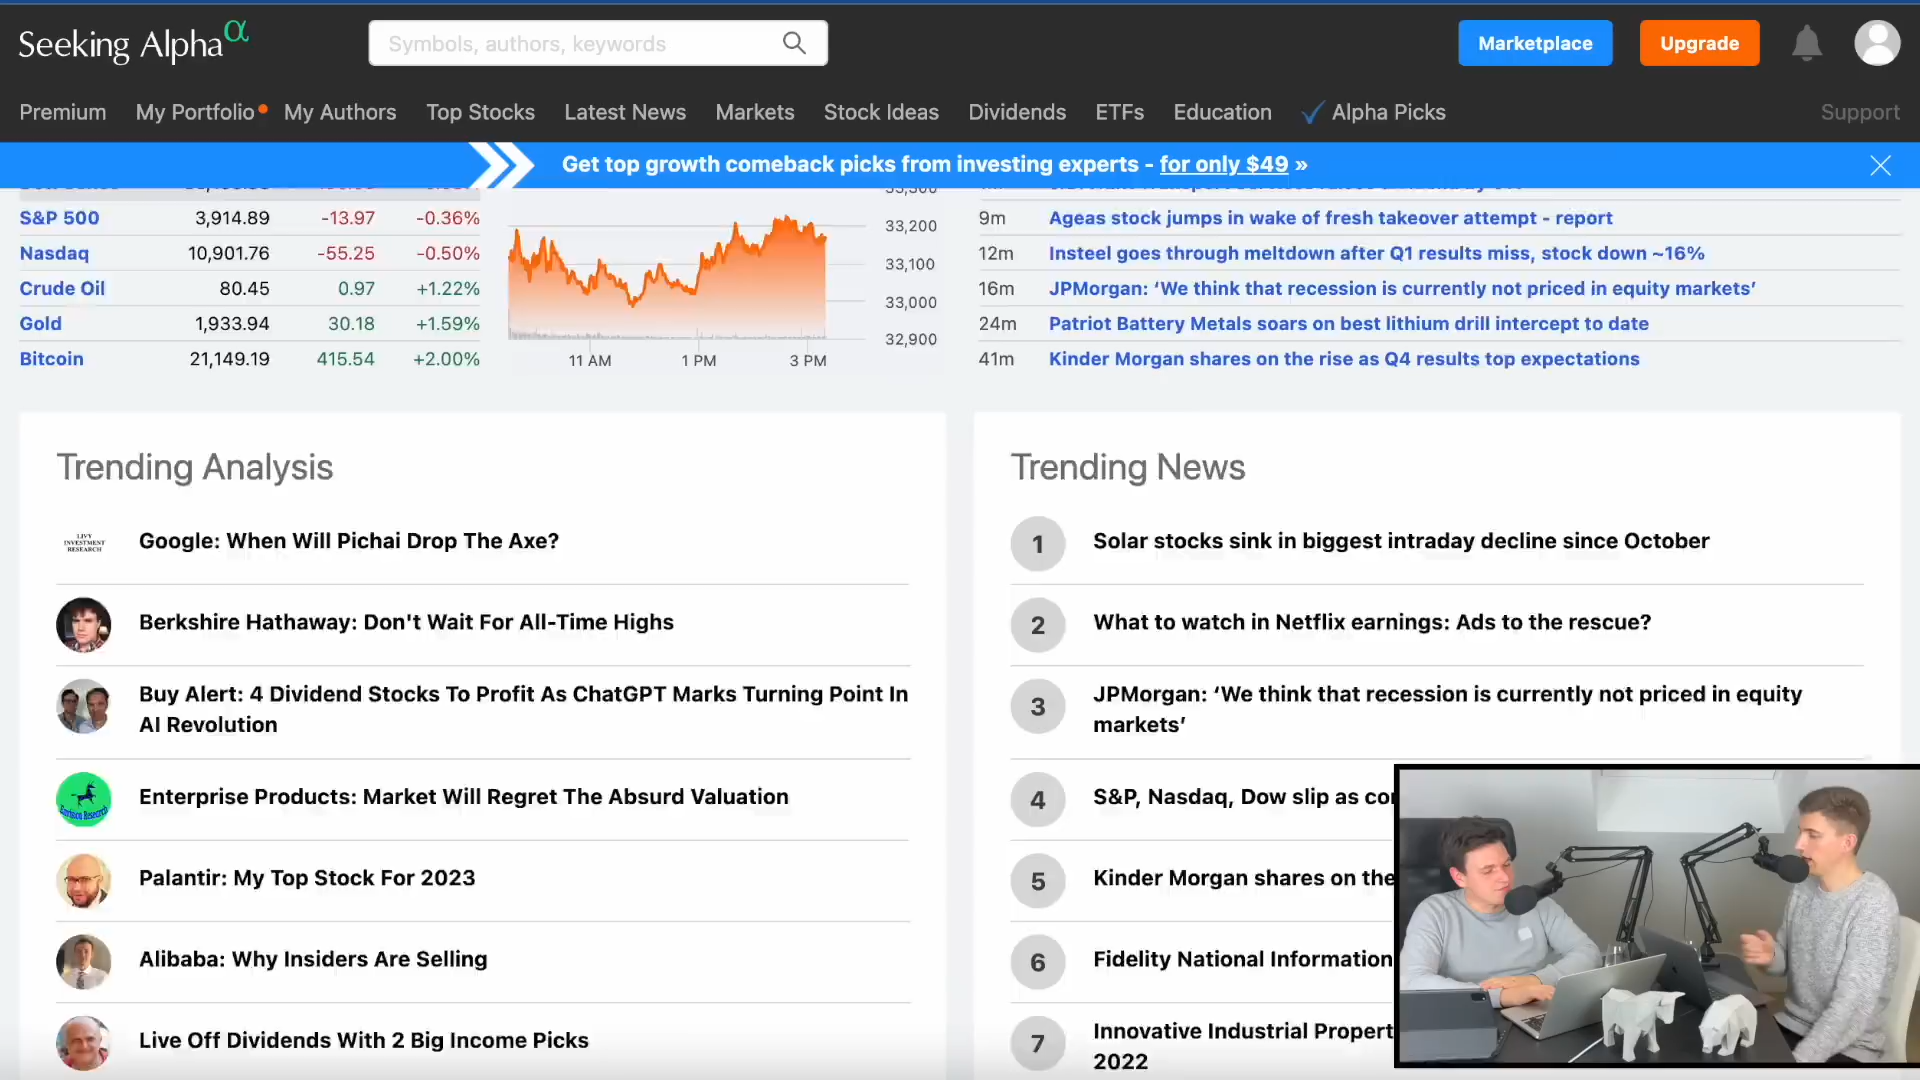 Seeking Alpha α
Symbols, authors, keywords
Marketplace
Upgrade
Premium
My Portfolio
My Authors
Top Stocks
Latest News
Markets
Stock Ideas
Dividends
ETFs
Education
Alpha Picks
Support
Get top growth comeback picks from investing experts - for only $49 »
S&P 500 3,914.89 -13.97 -0.36%
Nasdaq 10,901.76 -55.25 -0.50%
Crude Oil 80.45 0.97 +1.22%
Gold 1,933.94 30.18 +1.59%
Bitcoin 21,149.19 415.54 +2.00%
33,300
33,200
33,100
33,000
32,900
11 AM 1 PM 3 PM
9m Ageas stock jumps in wake of fresh takeover attempt - report
12m Insteel goes through meltdown after Q1 results miss, stock down ~16%
16m JPMorgan: ‘We think that recession is currently not priced in equity markets’
24m Patriot Battery Metals soars on best lithium drill intercept to date
41m Kinder Morgan shares on the rise as Q4 results top expectations
Trending Analysis
LIVY
INVESTMENT
RESEARCH
Google: When Will Pichai Drop The Axe?
Berkshire Hathaway: Don't Wait For All-Time Highs
Buy Alert: 4 Dividend Stocks To Profit As ChatGPT Marks Turning Point In
AI Revolution
Enterprise Products: Market Will Regret The Absurd Valuation
Palantir: My Top Stock For 2023
Alibaba: Why Insiders Are Selling
Live Off Dividends With 2 Big Income Picks
Trending News
1 Solar stocks sink in biggest intraday decline since October
2 What to watch in Netflix earnings: Ads to the rescue?
3 JPMorgan: ‘We think that recession is currently not priced in equity
markets’
4 S&P, Nasdaq, Dow slip as cor
5 Kinder Morgan shares on the
6 Fidelity National Information
7 Innovative Industrial Propert
2022